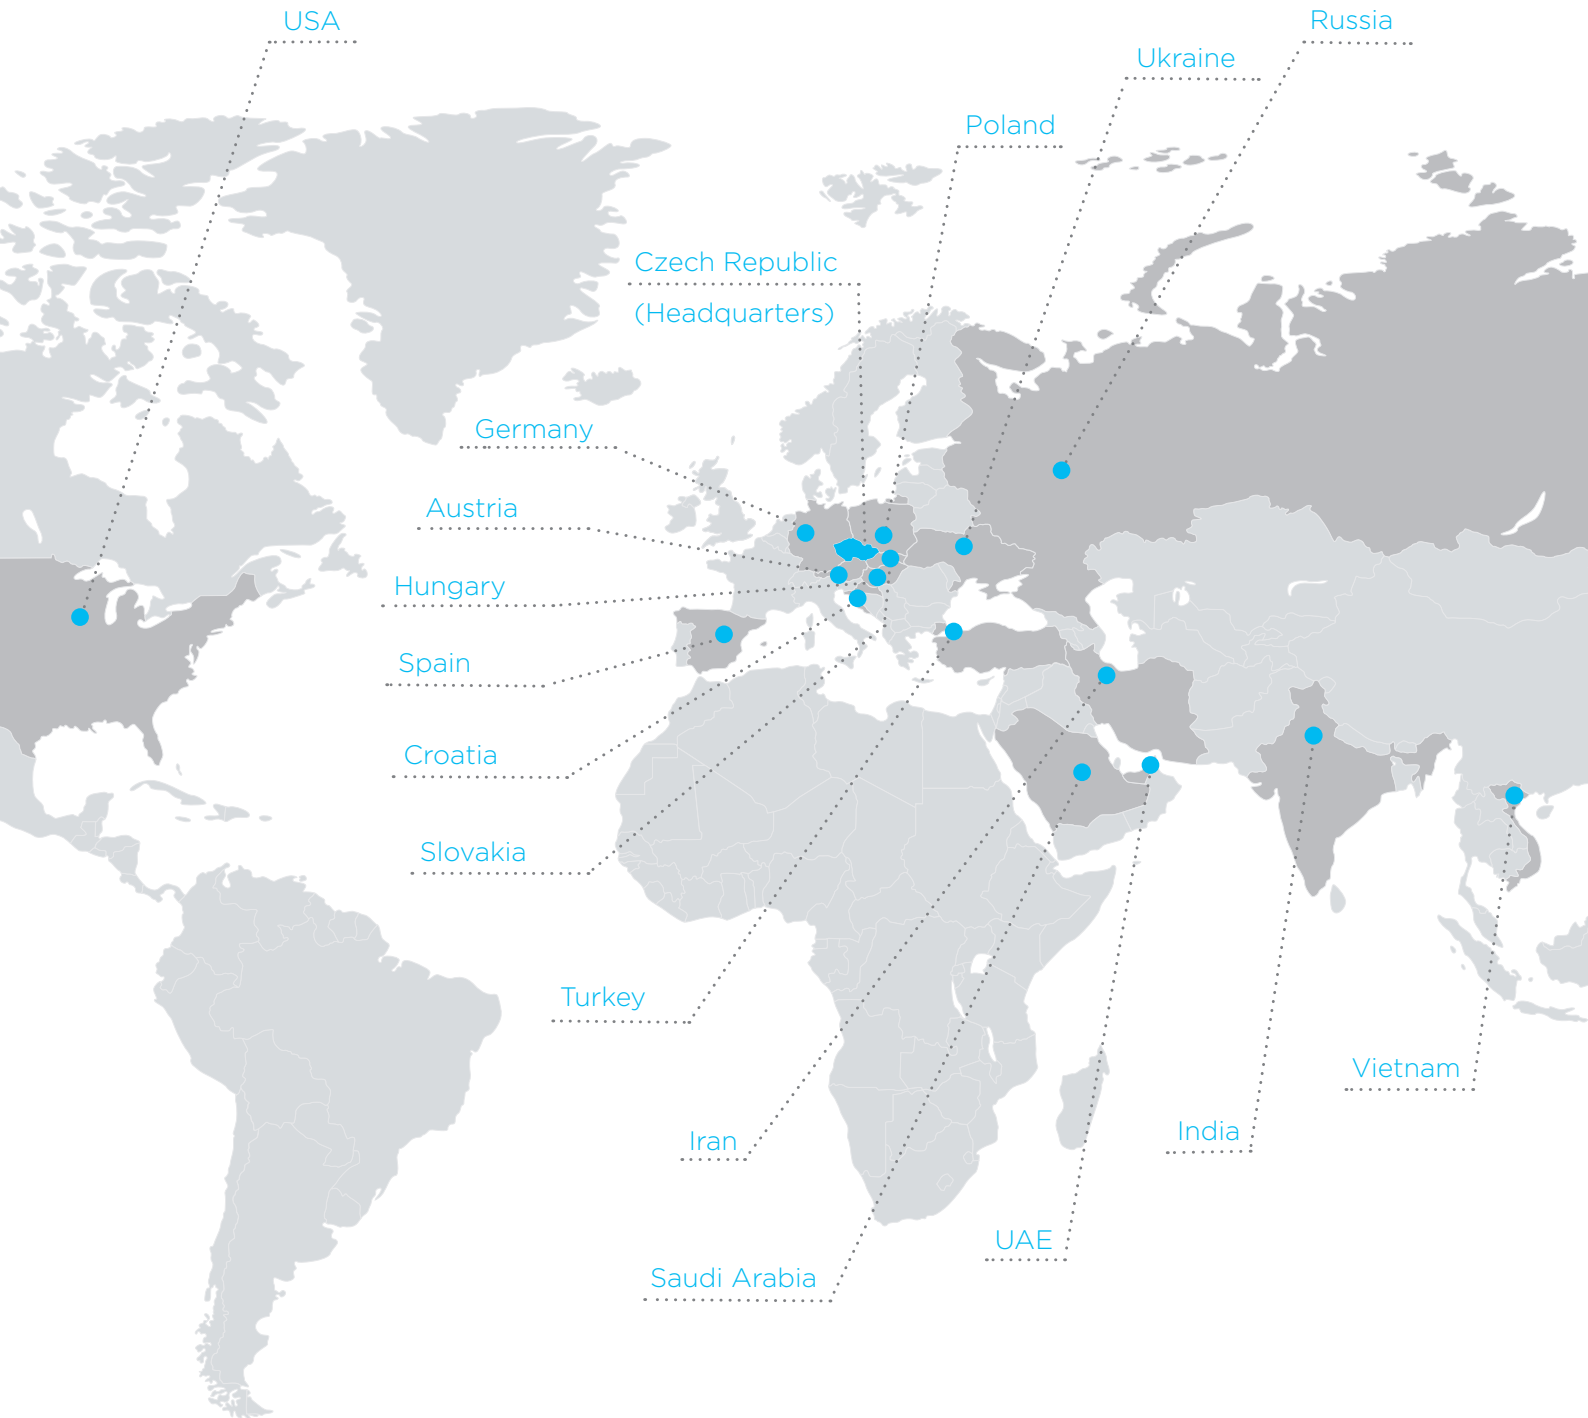 USA
Russia
Ukraine
Poland
Czech Republic
(Headquarters)
Germany
Austria
Hungary
Spain
Croatia
Slovakia
Turkey
Iran
Saudi Arabia
UAE
India
Vietnam